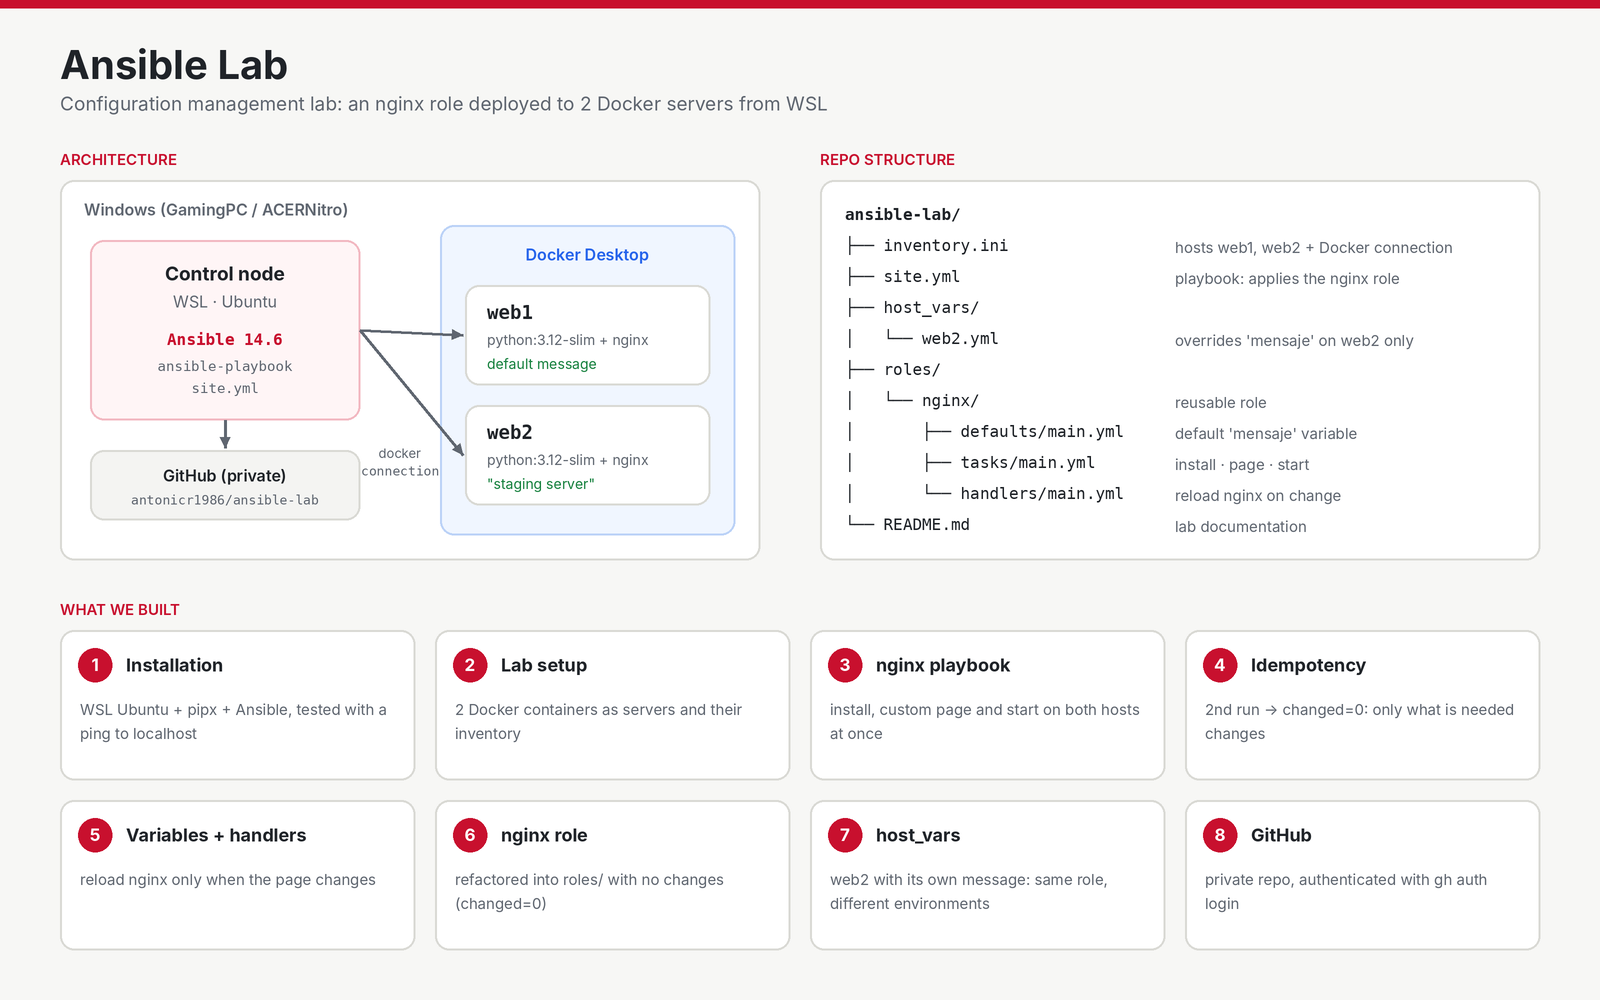 Ansible Lab
Configuration management lab: an nginx role deployed to 2 Docker servers from WSL
ARCHITECTURE
Windows (GamingPC / ACERNitro)
Control node
WSL · Ubuntu
Ansible 14.6
ansible-playbook
site.yml
GitHub (private)
antonicr1986/ansible-lab
docker
connection
Docker Desktop
web1
python:3.12-slim + nginx
default message
web2
python:3.12-slim + nginx
"staging server"
REPO STRUCTURE
ansible-lab/
├── inventory.ini hosts web1, web2 + Docker connection
├── site.yml playbook: applies the nginx role
├── host_vars/
│   └── web2.yml overrides 'mensaje' on web2 only
├── roles/
│   └── nginx/ reusable role
│       ├── defaults/main.yml default 'mensaje' variable
│       ├── tasks/main.yml install · page · start
│       └── handlers/main.yml reload nginx on change
└── README.md lab documentation
WHAT WE BUILT
1 Installation
WSL Ubuntu + pipx + Ansible, tested with a
ping to localhost
2 Lab setup
2 Docker containers as servers and their
inventory
3 nginx playbook
install, custom page and start on both hosts
at once
4 Idempotency
2nd run → changed=0: only what is needed
changes
5 Variables + handlers
reload nginx only when the page changes
6 nginx role
refactored into roles/ with no changes
(changed=0)
7 host_vars
web2 with its own message: same role,
different environments
8 GitHub
private repo, authenticated with gh auth
login